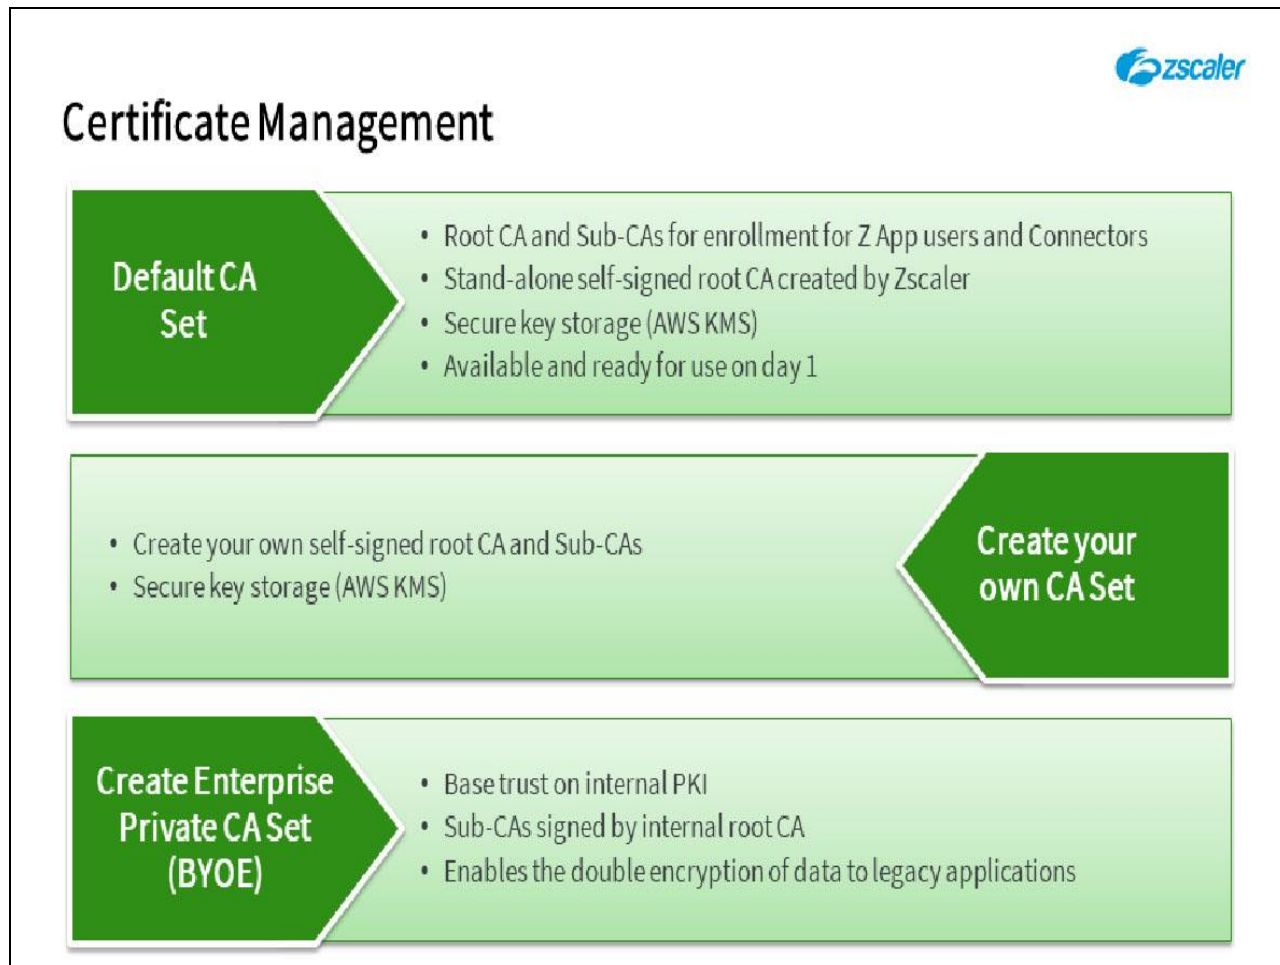 zscaler
Certificate Management
Default CA
Set
• Root CA and Sub-CAs for enrollment for Z App users and Connectors
• Stand-alone self-signed root CA created by Zscaler
• Secure key storage (AWS KMS)
• Available and ready for use on day 1
• Create your own self-signed root CA and Sub-CAs
• Secure key storage (AWS KMS)
Create your
own CA Set
Create Enterprise
Private CA Set
(BYOE)
• Base trust on internal PKI
• Sub-CAs signed by internal root CA
• Enables the double encryption of data to legacy applications